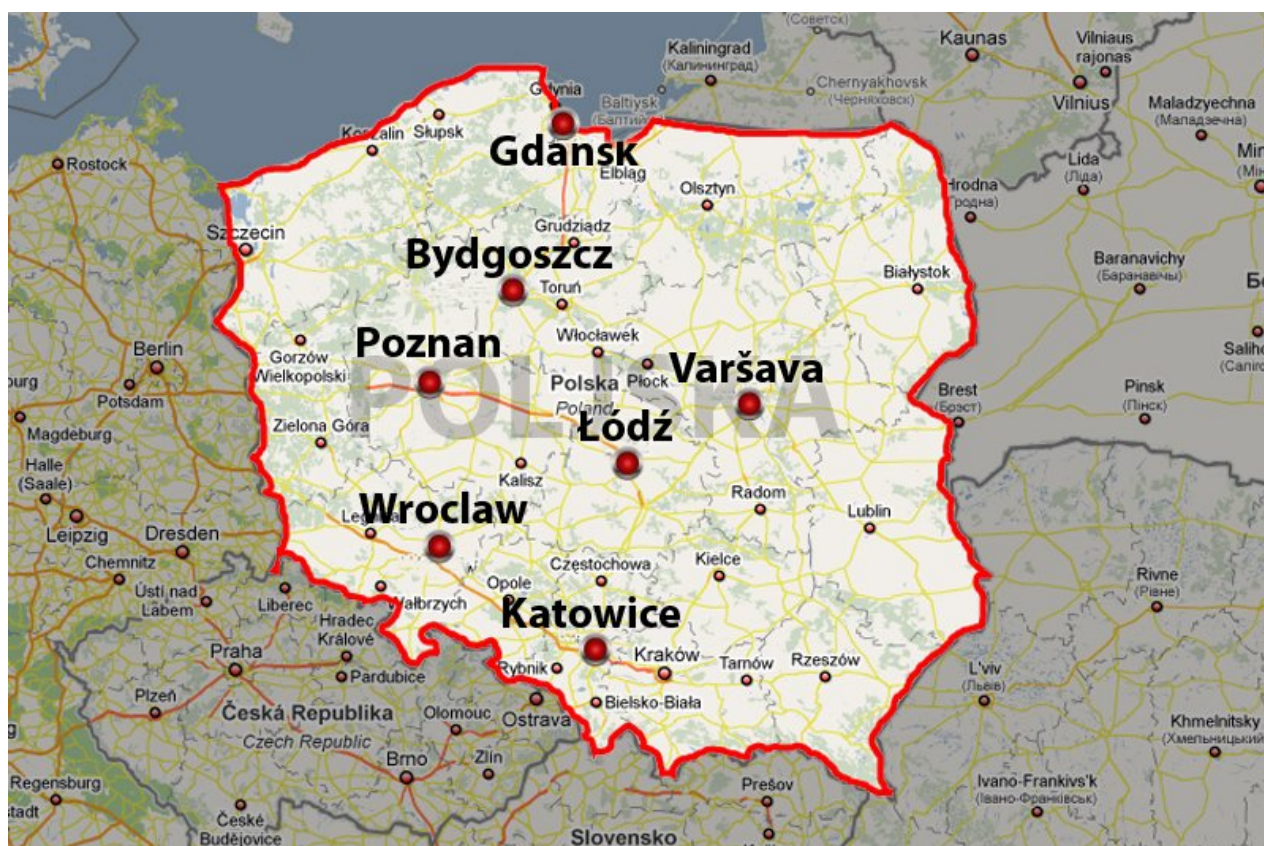 (Советск)
Kaliningrad
(Калининград)
Kaunas
Vilniaus
rajonas
Chernyakhovsk
(Черняховск)
Vilnius
Maladzyechna
(Маладзечна)
Baltiysk
(Балтий
Gdynia
Rostock
Koszalin
Słupsk
Gdansk
Elbląg
Olsztyn
Lida
(Ліда)
Hrodna
(Гродна)
Szczecin
Grudziądz
Bydgoszcz
Toruń
Białystok
Baranavichy
(Баранавічы)
Berlin
Potsdam
Gorzów
Wielkopolski
Poznan
Włocławek
Płock
Varšava
POLSKA
Polska
Poland
Brest
(Брэст)
Pinsk
(Пінск)
Magdeburg
Zielona Góra
Łódź
Halle
(Saale)
Kalisz
Radom
Lublin
Leipzig
Dresden
Wroclaw
Chemnitz
Ústí nad
Labem
Liberec
Wałbrzych
Opole
Częstochowa
Kielce
Rivne
(Рівне)
Hradec
Králové
Katowice
Praha
Pardubice
Rybnik
Kraków
Tarnów
Rzeszów
L'viv
(Львів)
Plzeň
Česká Republika
Czech Republic
Olomouc
Ostrava
Bielsko-Biała
Khmelnitsky
(Хмельницький
Brno
Zlín
Regensburg
stadt
České
Budějovice
Prešov
Slovensko
Ivano-Frankivs'k
(Івано-Франківськ)